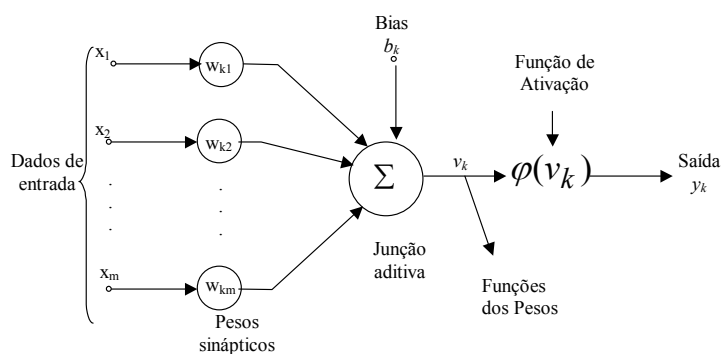 Bias
b_k
Função de
Ativação
x_1
w_k1
x_2
w_k2
Dados de
entrada
Σ
v_k
φ(v_k)
Saída
y_k
Junção
aditiva
x_m
w_km
Funções
dos Pesos
Pesos
sinápticos